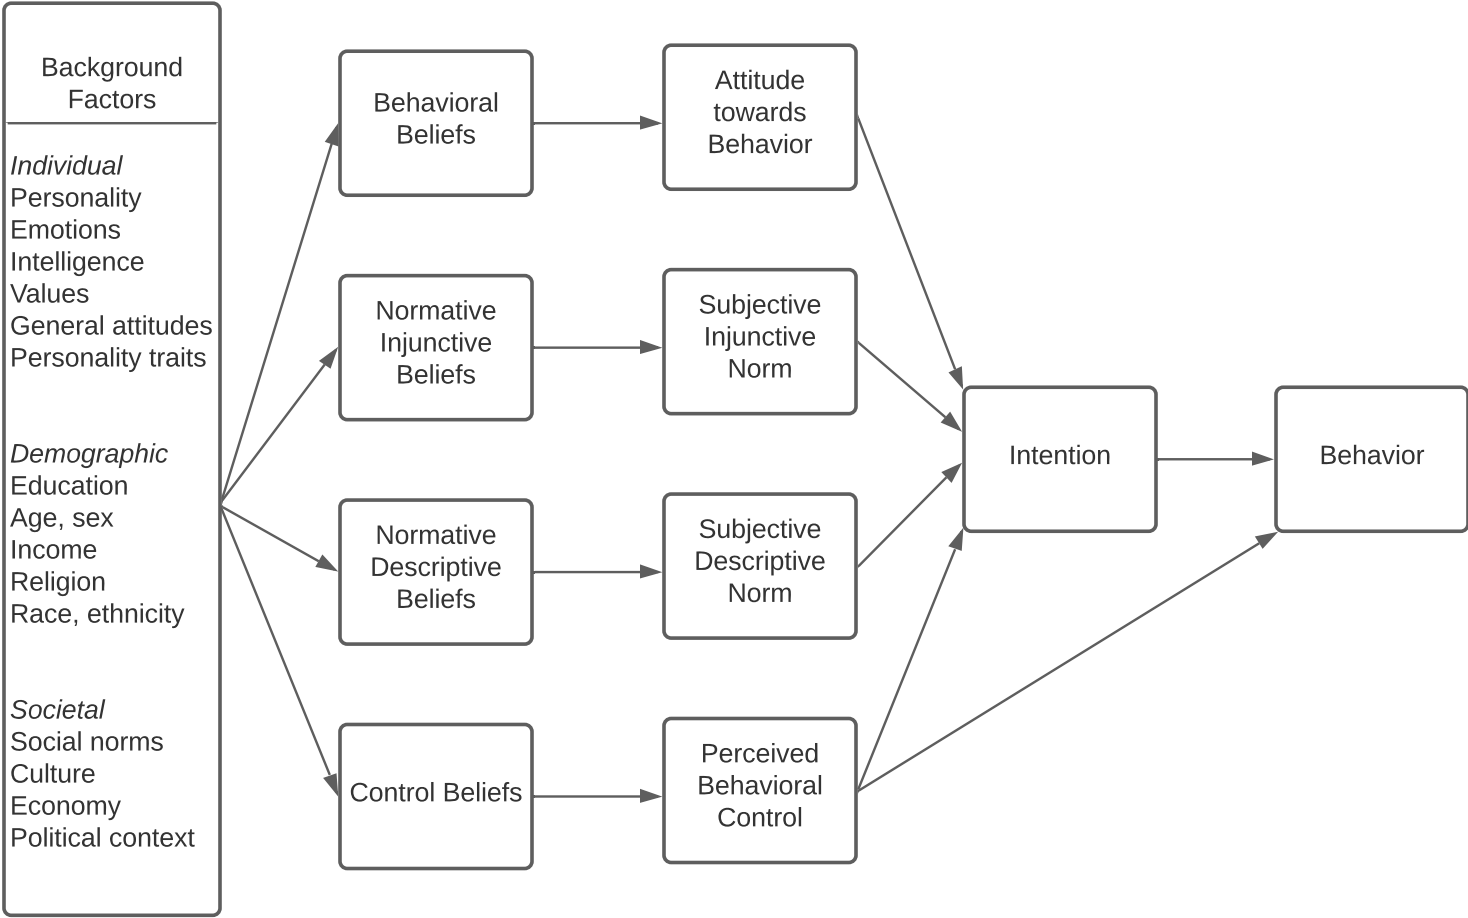 Background
Factors
Individual
Personality
Emotions
Intelligence
Values
General attitudes
Personality traits
Demographic
Education
Age, sex
Income
Religion
Race, ethnicity
Societal
Social norms
Culture
Economy
Political context
Behavioral
Beliefs
Normative
Injunctive
Beliefs
Normative
Descriptive
Beliefs
Control Beliefs
Attitude
towards
Behavior
Subjective
Injunctive
Norm
Subjective
Descriptive
Norm
Perceived
Behavioral
Control
Intention
Behavior